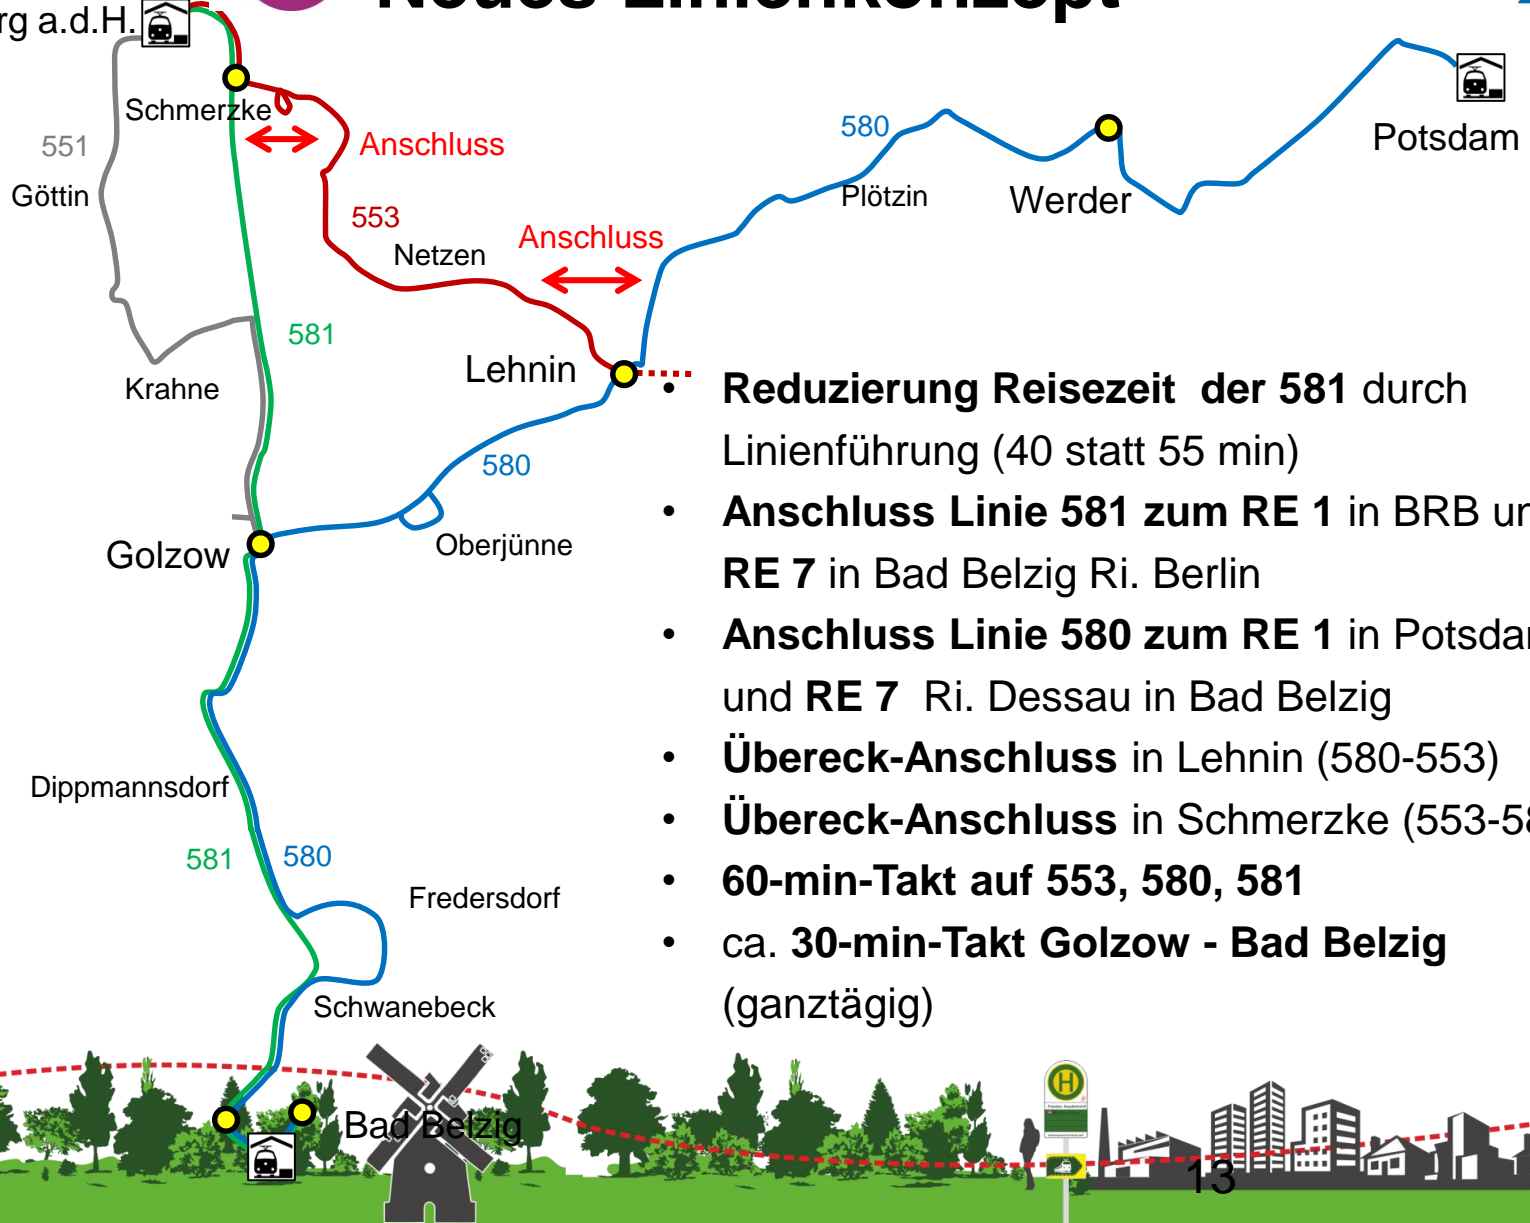 Neues Linienkonzept
rg a.d.H.
Schmerzke
551
Göttin
Anschluss
553
Netzen
Anschluss
580
Plötzin
Werder
Potsdam
581
Krahne
Lehnin
580
Golzow
Oberjünne
Dippmannsdorf
581
580
Fredersdorf
Schwanebeck
Bad Belzig
• Reduzierung Reisezeit der 581 durch
Linienführung (40 statt 55 min)
• Anschluss Linie 581 zum RE 1 in BRB un
RE 7 in Bad Belzig Ri. Berlin
• Anschluss Linie 580 zum RE 1 in Potsdam
und RE 7 Ri. Dessau in Bad Belzig
• Übereck-Anschluss in Lehnin (580-553)
• Übereck-Anschluss in Schmerzke (553-58
• 60-min-Takt auf 553, 580, 581
• ca. 30-min-Takt Golzow - Bad Belzig
(ganztägig)
H
13